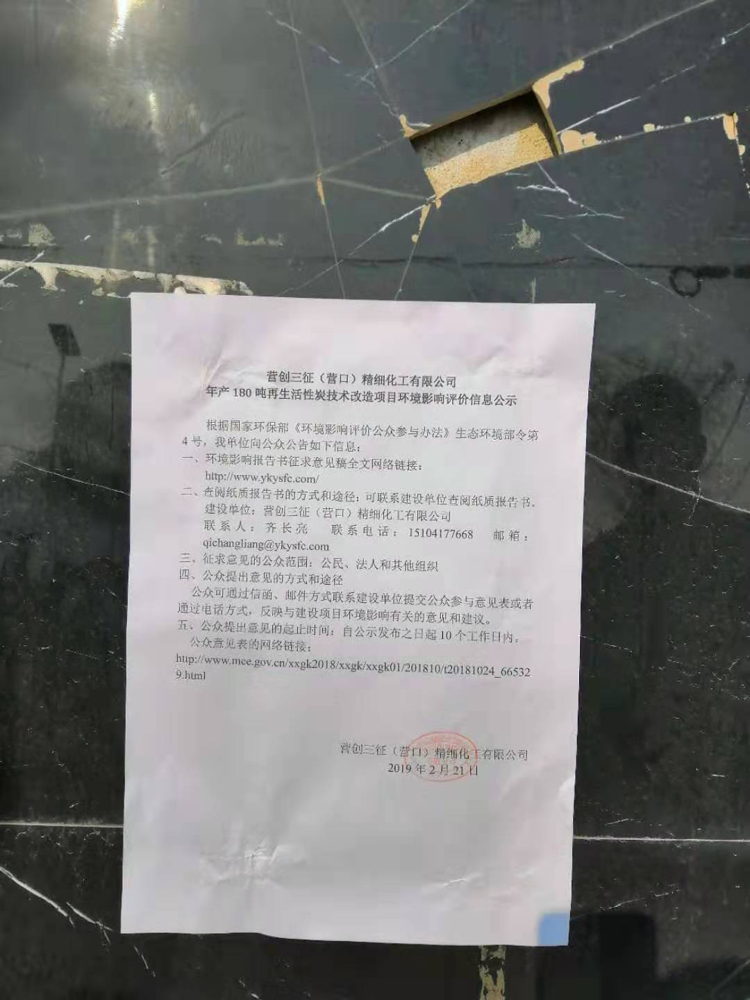 营创三征（营口）精细化工有限公司
年产 180 吨再生活性炭技术改造项目环境影响评价信息公示
根据国家环保部《环境影响评价公众参与办法》生态环境部令第
4 号，我单位向公众公告如下信息：
一、环境影响报告书征求意见稿全文网络链接：
http://www.ykysfc.com/
二、查阅纸质报告书的方式和途径：可联系建设单位查阅纸质报告书。
建设单位：营创三征（营口）精细化工有限公司
联系人：齐长亮 联系电话：15104177668 邮箱：
qichangliang@ykysfc.com
三、征求意见的公众范围：公民、法人和其他组织
四、公众提出意见的方式和途径
公众可通过信函、邮件方式联系建设单位提交公众参与意见表或者
通过电话方式，反映与建设项目环境影响有关的意见和建议。
五、公众提出意见的起止时间：自公示发布之日起 10 个工作日内。
公众意见表的网络链接：
http://www.mee.gov.cn/xxgk2018/xxgk/xxgk01/201810/t20181024_66532
9.html
营创三征（营口）精细化工有限公司
2019 年 2 月 21 日